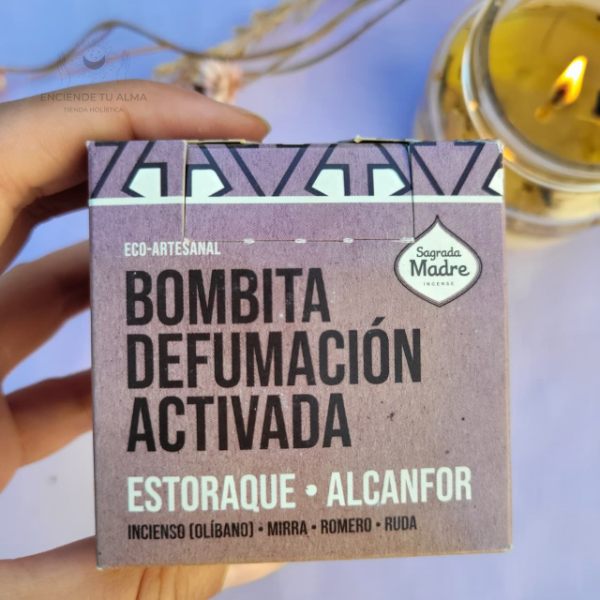 ENCIENDE TU ALMA
TIENDA HOLISTICA
ECO-ARTESANAL
Sagrada
Madre
INCENSE
BOMBITA
DEFUMACIÓN
ACTIVADA
ESTORAQUE • ALCANFOR
INCIENSO (OLÍBANO) • MIRRA • ROMERO • RUDA